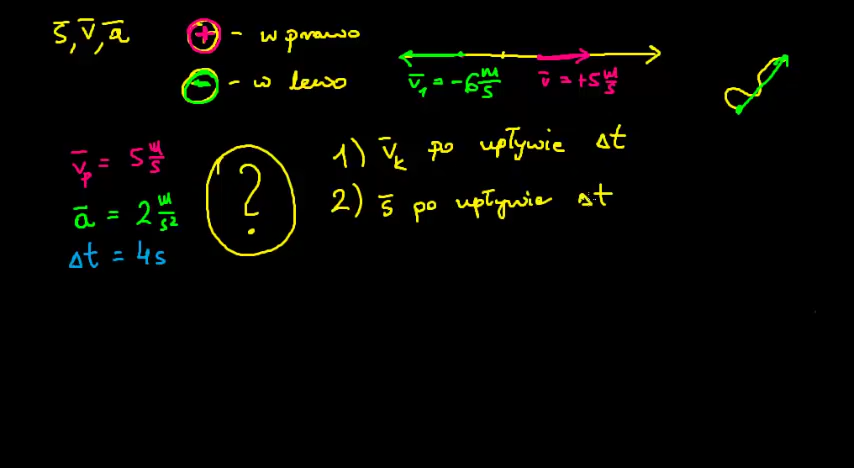 s̅, v̅, a̅
+ - w prawo
- - w lewo
v̅₁ = -6 m/s
v̅ = +5 m/s
v̅ₚ = 5 m/s
a̅ = 2 m/s²
Δt = 4s
?
1) v̅ₖ po upływie Δt
2) s̅ po upływie Δt